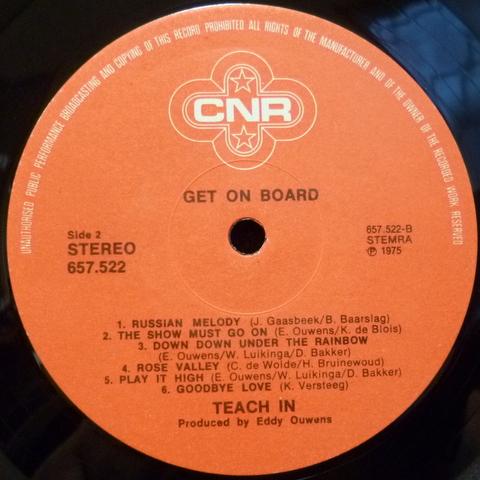 UNAUTHORISED PUBLIC PERFORMANCE BROADCASTING AND COPYING OF THIS RECORD PROHIBITED ALL RIGHTS OF THE MANUFACTURER AND OF THE OWNER OF THE RECORDED WORK RESERVED
CNR
GET ON BOARD
Side 2
STEREO
657.522
657.522-B
STEMRA
℗ 1975
1. RUSSIAN MELODY (J. Gaasbeek/B. Baarslag)
2. THE SHOW MUST GO ON (E. Ouwens/K. de Blois)
3. DOWN DOWN UNDER THE RAINBOW
(E. Ouwens/W. Luikinga/D. Bakker)
4. ROSE VALLEY (C. de Wolde/H. Bruinewoud)
5. PLAY IT HIGH (E. Ouwens/W. Luikinga/D. Bakker)
6. GOODBYE LOVE (K. Versteeg)
TEACH IN
Produced by Eddy Ouwens